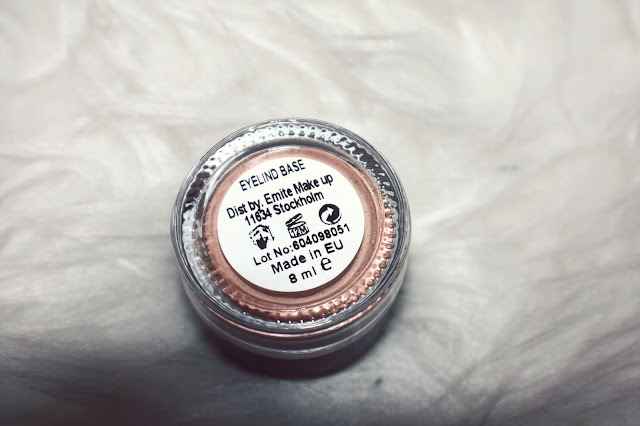 EYELIND BASE
Dist by. Emite Make up
11634 Stockholm
Lot No:604098051
Made in EU
8 ml e